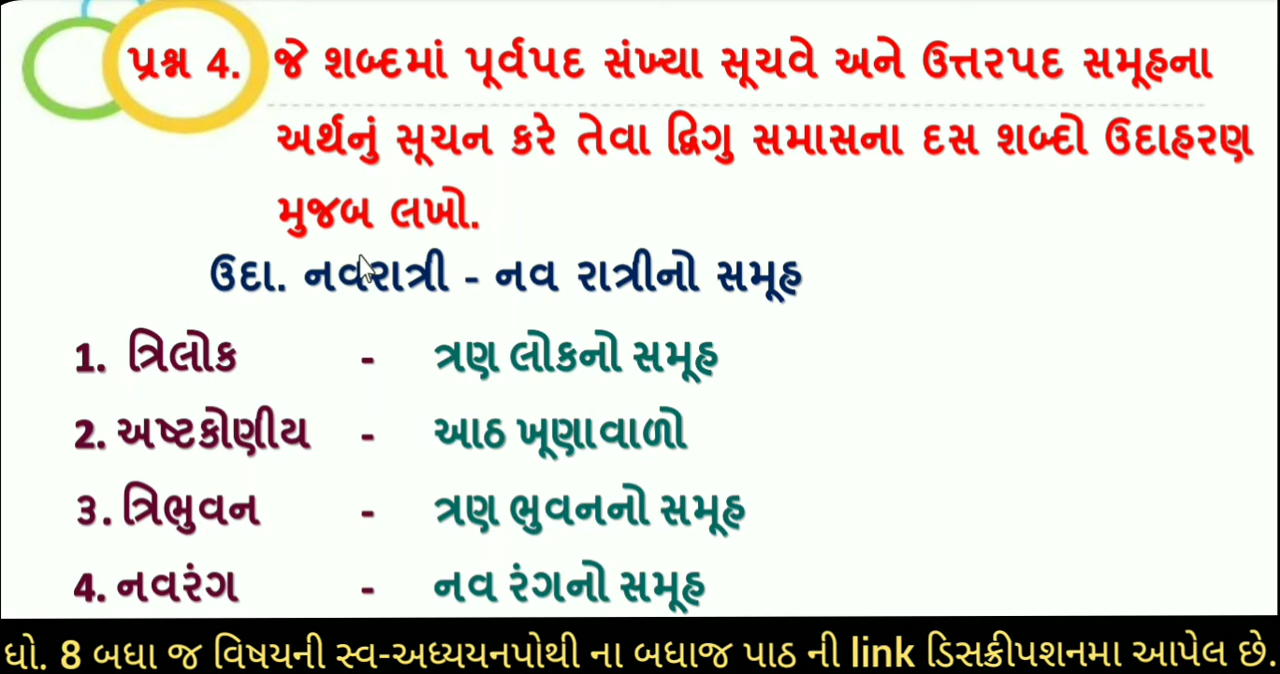 પ્રશ્ન 4. જે શબ્દમાં પૂર્વપદ સંખ્યા સૂચવે અને ઉત્તરપદ સમૂહના
અર્થનું સૂચન કરે તેવા દ્વિગુ સમાસના દસ શબ્દો ઉદાહરણ
મુજબ લખો.
ઉદા. નવરાત્રી - નવ રાત્રીનો સમૂહ
1. ત્રિલોક - ત્રણ લોકનો સમૂહ
2. અષ્ટકોણીય - આઠ ખૂણાવાળો
૩. ત્રિભુવન - ત્રણ ભુવનનો સમૂહ
4. નવરંગ - નવ રંગનો સમૂહ
ધો. 8 બધા જ વિષયની સ્વ-અધ્યયનપોથી ના બધાજ પાઠ ની link ડિસક્રીપશનમા આપેલ છે.